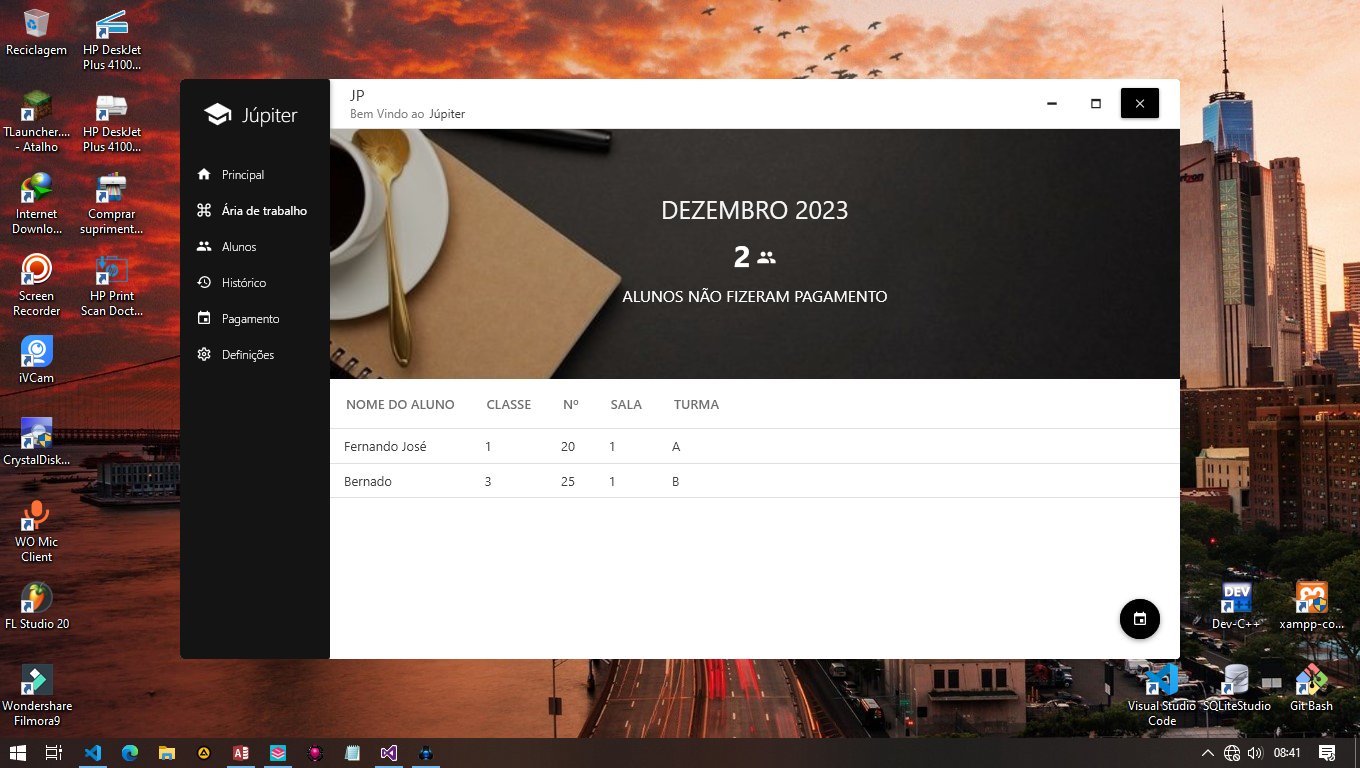 Reciclagem
HP DeskJet
Plus 4100...
TLauncher....
- Atalho
HP DeskJet
Plus 4100...
Internet
Downlo...
Comprar
supriment...
Screen
Recorder
HP Print
Scan Doct...
iVCam
CrystalDisk...
WO Mic
Client
FL Studio 20
Wondershare
Filmora9
Júpiter
Principal
Ária de trabalho
Alunos
Histórico
Pagamento
Definições
JP
Bem Vindo ao Júpiter
DEZEMBRO 2023
2
ALUNOS NÃO FIZERAM PAGAMENTO
NOME DO ALUNO CLASSE Nº SALA TURMA
Fernando José 1 20 1 A
Bernado 3 25 1 B
verizon
DEV
Dev-C++
xampp-co...
Visual Studio
Code
SQLiteStudio
Git Bash
08:41